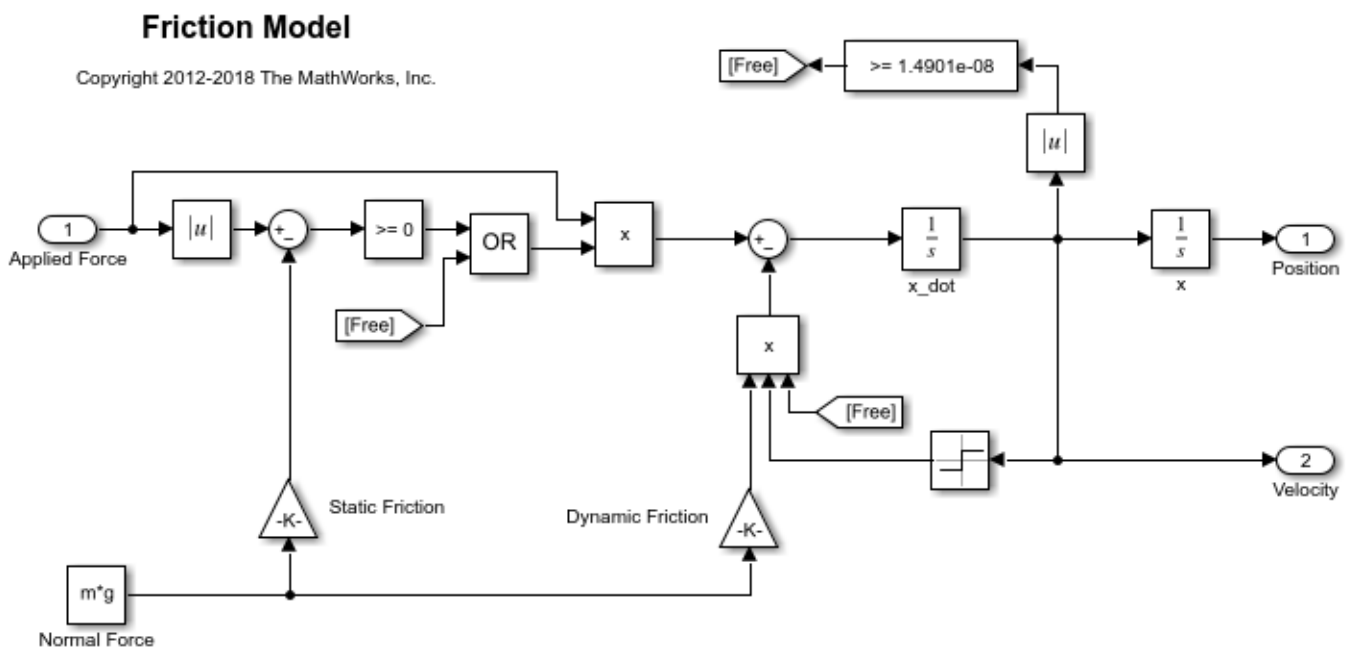 Friction Model
Copyright 2012-2018 The MathWorks, Inc.
[Free]
>= 1.4901e-08
|u|
1
Applied Force
|u|
+
-
>= 0
OR
x
+
-
1
s
x_dot
1
s
x
1
Position
[Free]
x
[Free]
2
Velocity
-K-
Static Friction
Dynamic Friction
-K-
m*g
Normal Force